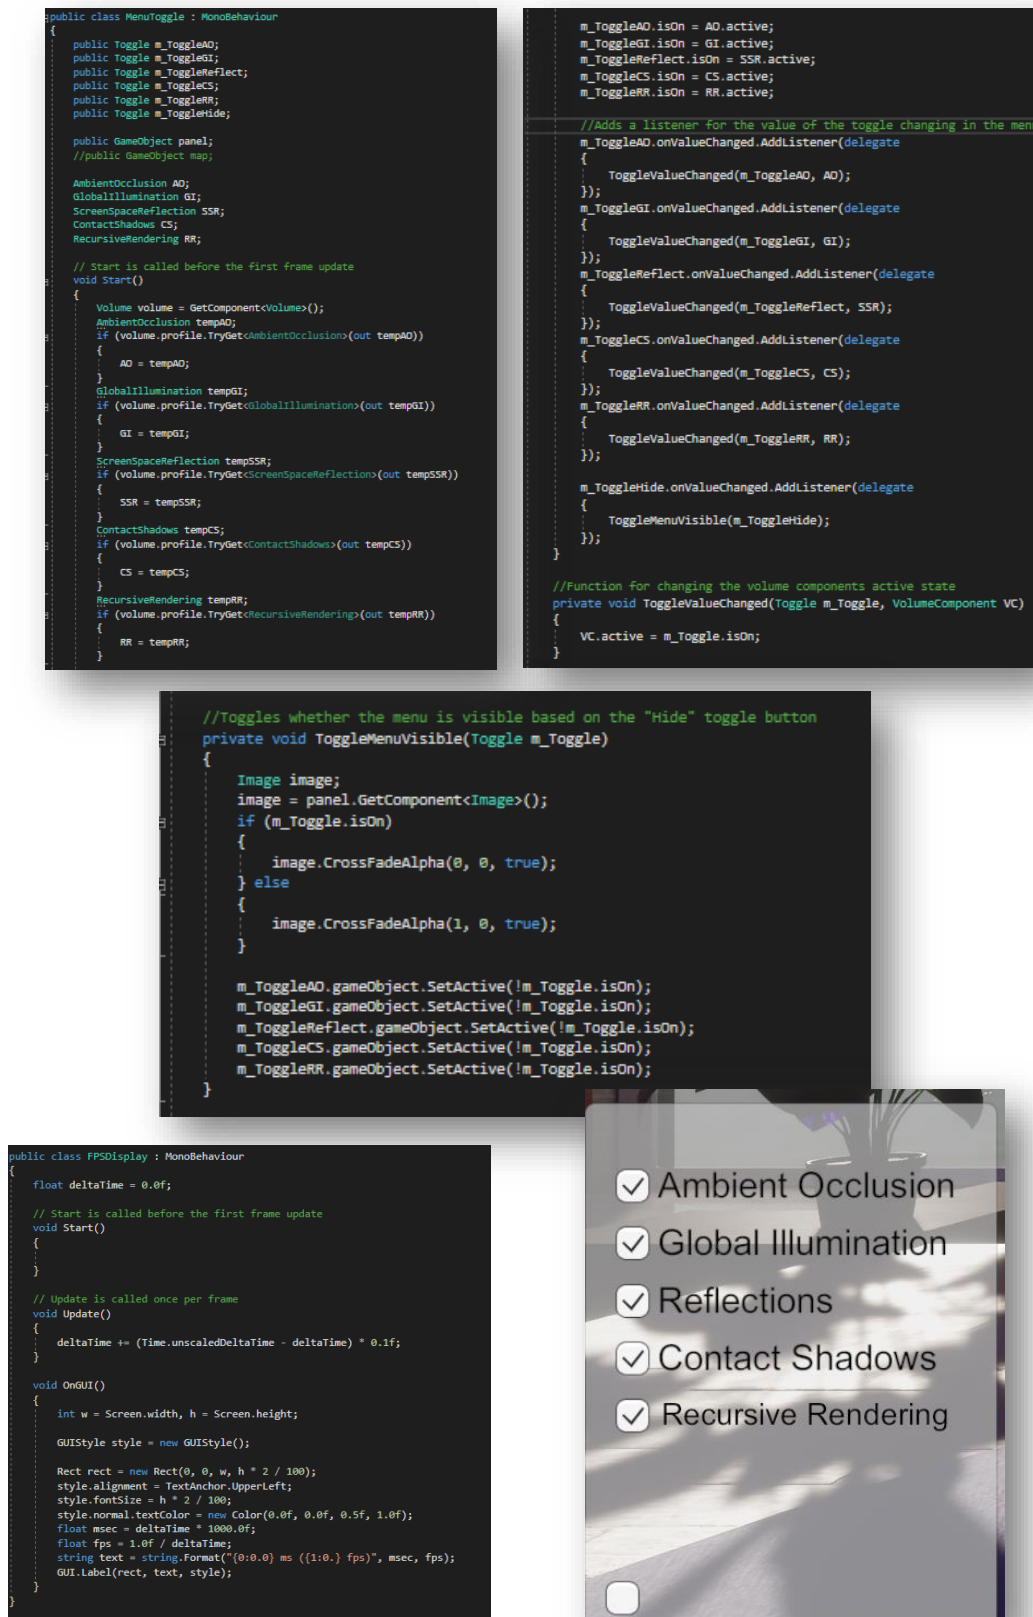 public class MenuToggle : MonoBehaviour
{
public Toggle m_ToggleAO;
public Toggle m_ToggleGI;
public Toggle m_ToggleReflect;
public Toggle m_ToggleCS;
public Toggle m_ToggleRR;
public Toggle m_ToggleHide;
public GameObject panel;
//public GameObject map;
AmbientOcclusion AO;
GlobalIllumination GI;
ScreenSpaceReflection SSR;
ContactShadows CS;
RecursiveRendering RR;
// Start is called before the first frame update
void Start()
{
Volume volume = GetComponent<Volume>();
AmbientOcclusion tempAO;
if (volume.profile.TryGet<AmbientOcclusion>(out tempAO))
{
AO = tempAO;
}
GlobalIllumination tempGI;
if (volume.profile.TryGet<GlobalIllumination>(out tempGI))
{
GI = tempGI;
}
ScreenSpaceReflection tempSSR;
if (volume.profile.TryGet<ScreenSpaceReflection>(out tempSSR))
{
SSR = tempSSR;
}
ContactShadows tempCS;
if (volume.profile.TryGet<ContactShadows>(out tempCS))
{
CS = tempCS;
}
RecursiveRendering tempRR;
if (volume.profile.TryGet<RecursiveRendering>(out tempRR))
{
RR = tempRR;
}
m_ToggleAO.isOn = AO.active;
m_ToggleGI.isOn = GI.active;
m_ToggleReflect.isOn = SSR.active;
m_ToggleCS.isOn = CS.active;
m_ToggleRR.isOn = RR.active;
//Adds a listener for the value of the toggle changing in the menu
m_ToggleAO.onValueChanged.AddListener(delegate
{
ToggleValueChanged(m_ToggleAO, AO);
});
m_ToggleGI.onValueChanged.AddListener(delegate
{
ToggleValueChanged(m_ToggleGI, GI);
});
m_ToggleReflect.onValueChanged.AddListener(delegate
{
ToggleValueChanged(m_ToggleReflect, SSR);
});
m_ToggleCS.onValueChanged.AddListener(delegate
{
ToggleValueChanged(m_ToggleCS, CS);
});
m_ToggleRR.onValueChanged.AddListener(delegate
{
ToggleValueChanged(m_ToggleRR, RR);
});
m_ToggleHide.onValueChanged.AddListener(delegate
{
ToggleMenuVisible(m_ToggleHide);
});
}
//Function for changing the volume components active state
private void ToggleValueChanged(Toggle m_Toggle, VolumeComponent VC)
{
VC.active = m_Toggle.isOn;
}
//Toggles whether the menu is visible based on the "Hide" toggle button
private void ToggleMenuVisible(Toggle m_Toggle)
{
Image image;
image = panel.GetComponent<Image>();
if (m_Toggle.isOn)
{
image.CrossFadeAlpha(0, 0, true);
} else
{
image.CrossFadeAlpha(1, 0, true);
}
m_ToggleAO.gameObject.SetActive(!m_Toggle.isOn);
m_ToggleGI.gameObject.SetActive(!m_Toggle.isOn);
m_ToggleReflect.gameObject.SetActive(!m_Toggle.isOn);
m_ToggleCS.gameObject.SetActive(!m_Toggle.isOn);
m_ToggleRR.gameObject.SetActive(!m_Toggle.isOn);
}
public class FPSDisplay : MonoBehaviour
{
float deltaTime = 0.0f;
// Start is called before the first frame update
void Start()
{
}
// Update is called once per frame
void Update()
{
deltaTime += (Time.unscaledDeltaTime - deltaTime) * 0.1f;
}
void OnGUI()
{
int w = Screen.width, h = Screen.height;
GUIStyle style = new GUIStyle();
Rect rect = new Rect(0, 0, w, h * 2 / 100);
style.alignment = TextAnchor.UpperLeft;
style.fontSize = h * 2 / 100;
style.normal.textColor = new Color(0.0f, 0.0f, 0.5f, 1.0f);
float msec = deltaTime * 1000.0f;
float fps = 1.0f / deltaTime;
string text = string.Format("{0:0.0} ms ({1:0.} fps)", msec, fps);
GUI.Label(rect, text, style);
}
}
Ambient Occlusion
Global Illumination
Reflections
Contact Shadows
Recursive Rendering